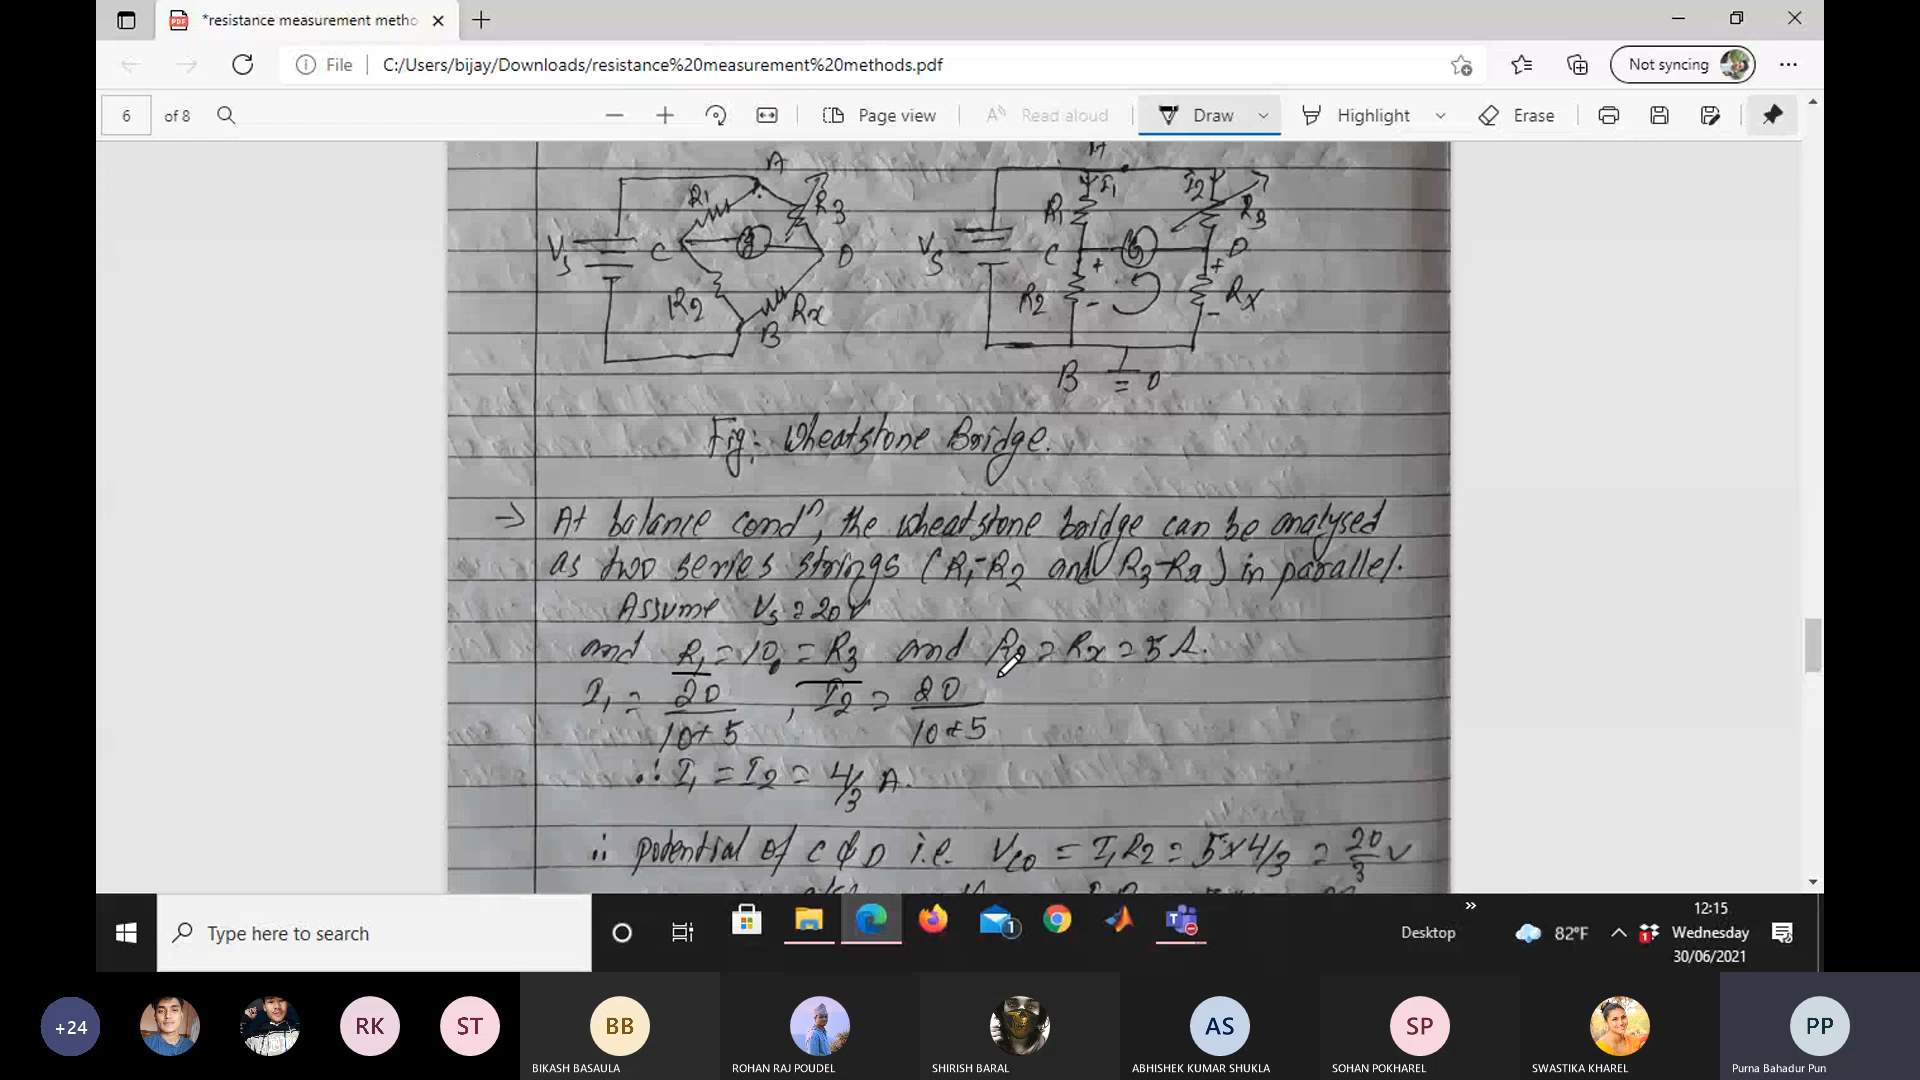 *resistance measurement metho
File
C:/Users/bijay/Downloads/resistance%20measurement%20methods.pdf
Not syncing
6 of 8
Page view
Read aloud
Draw
Highlight
Erase
A
R1
R3
Vs
C
D
R2
Rx
B
A
I1
I2
R1
R3
Vs
C
G
D
+
+
R2
-
Rx
-
B
= 0
Fig: Wheatstone Bridge.
→ At balance condn, the wheatstone bridge can be analysed
as two series strings (R1-R2 and R3-Rx) in parallel.
Assume Vs = 20V
and R1 = 10 = R3 and R2 = Rx = 5 Ω.
I1 = 20/10+5 , I2 = 20/10+5
∴ I1 = I2 = 4/3 A.
∴ potential of C & D i.e. VCO = I1R2 = 5×4/3 = 20/3 V
Type here to search
1
Desktop
82°F
1
12:15
Wednesday
30/06/2021
+24
RK
ST
BB
AS
SP
PP
BIKASH BASAULA
ROHAN RAJ POUDEL
SHIRISH BARAL
ABHISHEK KUMAR SHUKLA
SOHAN POKHAREL
SWASTIKA KHAREL
Purna Bahadur Pun